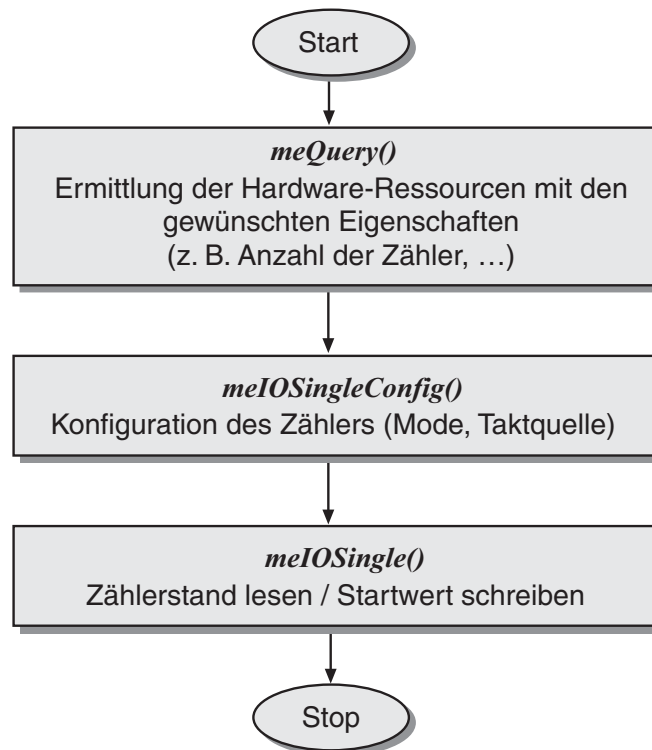 Start
meQuery()
Ermittlung der Hardware-Ressourcen mit den
gewünschten Eigenschaften
(z. B. Anzahl der Zähler, …)
meIOSingleConfig()
Konfiguration des Zählers (Mode, Taktquelle)
meIOSingle()
Zählerstand lesen / Startwert schreiben
Stop